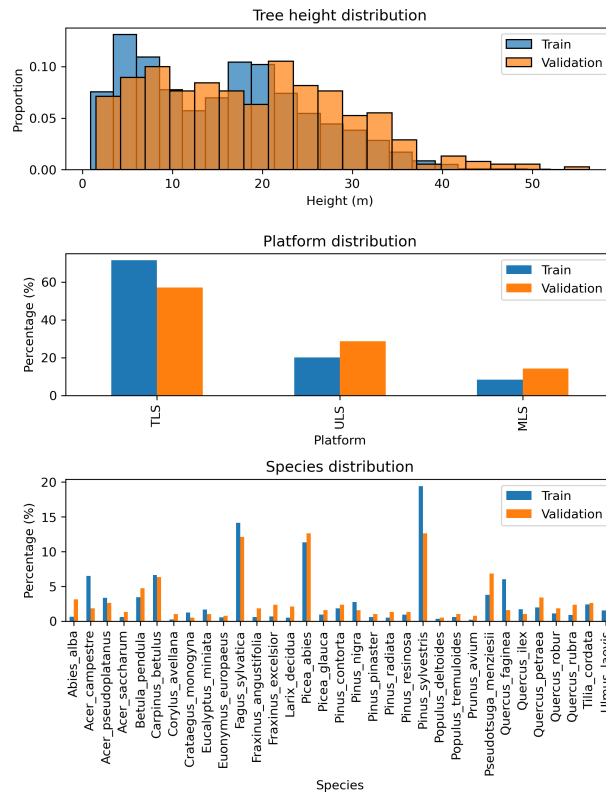 Tree height distribution
Train
Validation
Proportion
0.10
0.05
0.00
0
10
20
30
40
50
Height (m)
Platform distribution
Train
Validation
Percentage (%)
60
40
20
0
TLS
ULS
MLS
Platform
Species distribution
Train
Validation
Percentage (%)
20
15
10
5
0
Abies_alba
Acer_campestre
Acer_pseudoplatanus
Acer_saccharum
Betula_pendula
Carpinus_betulus
Corylus_avellana
Crataegus_monogyna
Eucalyptus_miniata
Euonymus_europaeus
Fagus_sylvatica
Fraxinus_angustifolia
Fraxinus_excelsior
Larix_decidua
Picea_abies
Picea_glauca
Pinus_contorta
Pinus_nigra
Pinus_pinaster
Pinus_radiata
Pinus_resinosa
Pinus_sylvestris
Populus_deltoides
Populus_tremuloides
Prunus_avium
Pseudotsuga_menziesii
Quercus_faginea
Quercus_ilex
Quercus_petraea
Quercus_robur
Quercus_rubra
Tilia_cordata
Ulmus_laevis
Species